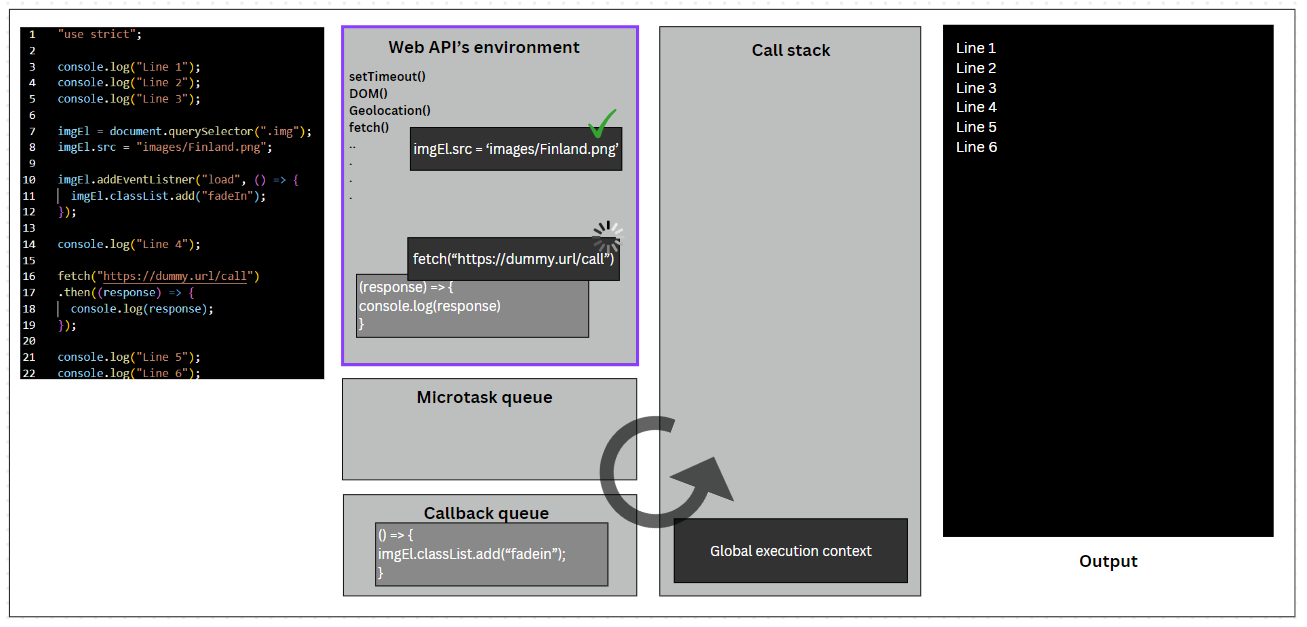 1 "use strict";
2
3 console.log("Line 1");
4 console.log("Line 2");
5 console.log("Line 3");
6
7 imgEl = document.querySelector(".img");
8 imgEl.src = "images/Finland.png";
9
10 imgEl.addEventListner("load", () => {
11 imgEl.classList.add("fadeIn");
12 });
13
14 console.log("Line 4");
15
16 fetch("https://dummy.url/call")
17 .then((response) => {
18 console.log(response);
19 });
20
21 console.log("Line 5");
22 console.log("Line 6");
Web API’s environment
setTimeout()
DOM()
Geolocation()
fetch()
..
.
.
.
imgEl.src = ‘images/Finland.png’
fetch(“https://dummy.url/call”)
(response) => {
console.log(response)
}
Microtask queue
Callback queue
() => {
imgEl.classList.add(“fadein”);
}
Call stack
Global execution context
Line 1
Line 2
Line 3
Line 4
Line 5
Line 6
Output